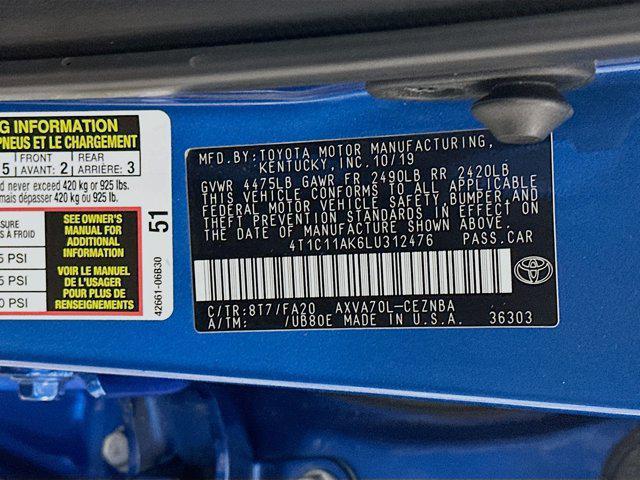 G INFORMATION
PNEUS ET LE CHARGEMENT
5 FRONT AVANT: 2 REAR ARRIÈRE: 3
d never exceed 420 kg or 925 lbs.
mais dépasser 420 kg ou 925 lb.
SURE
5 PSI
5 PSI
0 PSI
SEE OWNER'S
MANUAL FOR
ADDITIONAL
INFORMATION
VOIR LE MANUEL
DE L'USAGER
POUR PLUS DE
RENSEIGNEMENTS
51
42661-06B30
MFD.BY: TOYOTA MOTOR MANUFACTURING,
KENTUCKY, INC. 10/19
GVWR 4475LB GAWR FR 2490LB RR 2420LB
THIS VEHICLE CONFORMS TO ALL APPLICABLE
FEDERAL MOTOR VEHICLE SAFETY, BUMPER, AND
THEFT PREVENTION STANDARDS IN EFFECT ON
THE DATE OF MANUFACTURE SHOWN ABOVE.
4T1C11AK6LU312476 PASS.CAR
C/TR: 8T7/FA20 AXVA70L-CEZNBA
A/TM: /UB80E MADE IN U.S.A. 36303